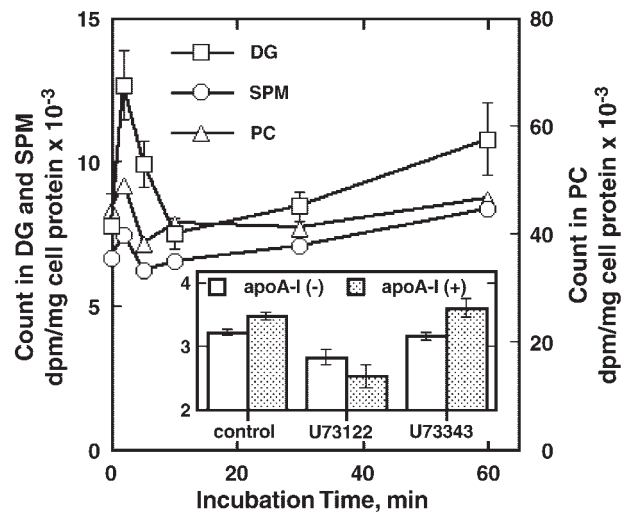 15
10
5
0
Count in DG and SPM
dpm/mg cell protein x 10-3
80
60
40
20
0
Count in PC
dpm/mg cell protein x 10-3
DG
SPM
PC
4
3
2
apoA-I (-) apoA-I (+)
control U73122 U73343
0 20 40 60
Incubation Time, min